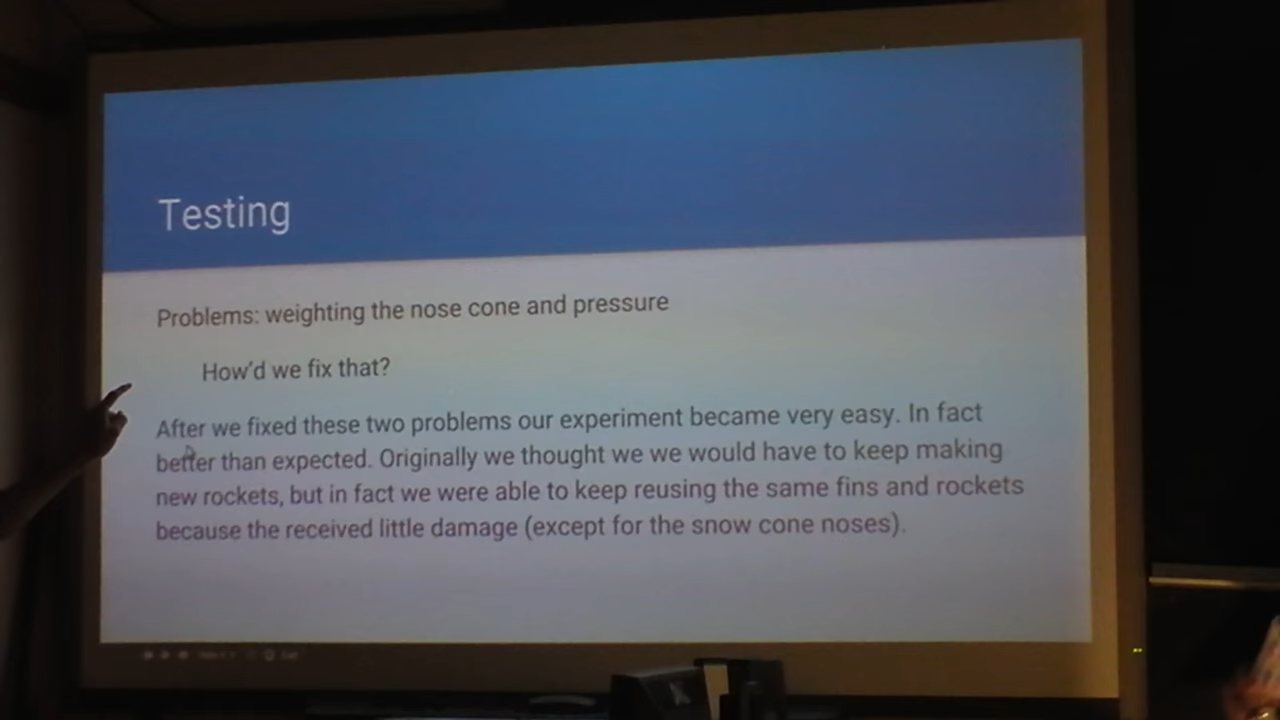 Testing
Problems: weighting the nose cone and pressure
How'd we fix that?
After we fixed these two problems our experiment became very easy. In fact
better than expected. Originally we thought we we would have to keep making
new rockets, but in fact we were able to keep reusing the same fins and rockets
because the received little damage (except for the snow cone noses).